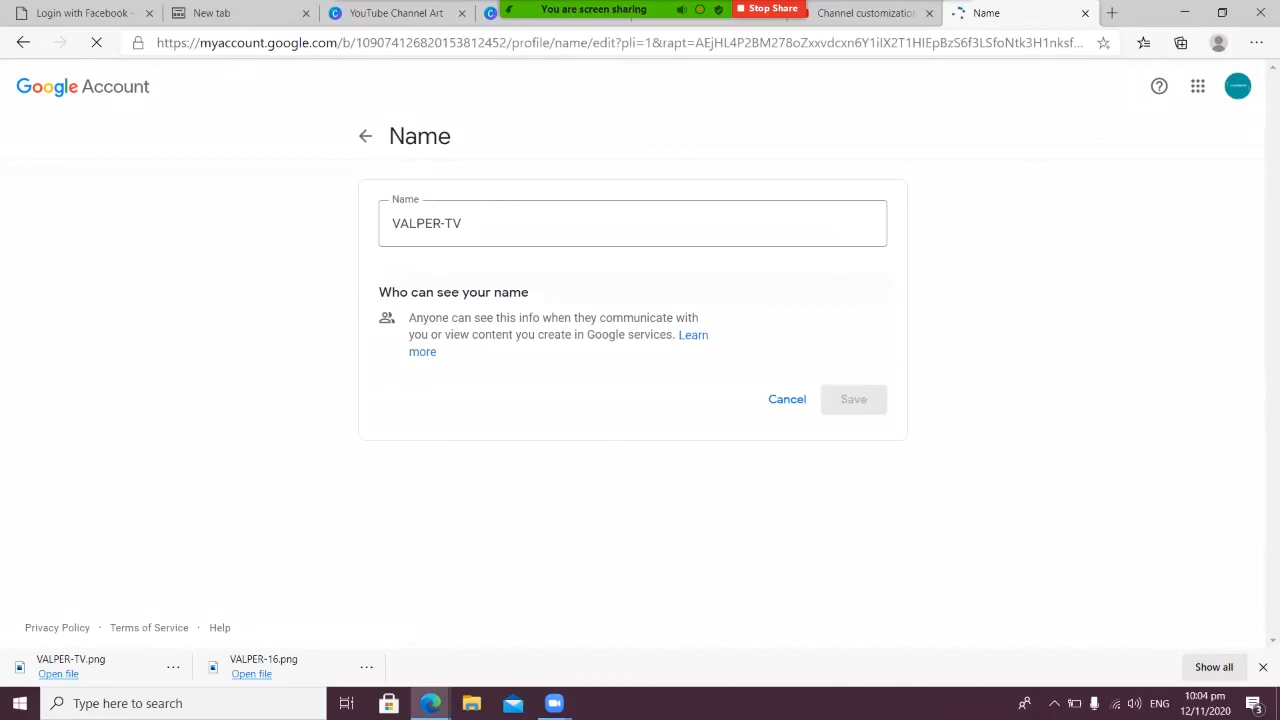 Facebook
New tab
YouTube Channel Art
You are screen sharing
Stop Share
Channel customization
Name
https://myaccount.google.com/b/109074126820153812452/profile/name/edit?pli=1&rapt=AEjHL4P2BM278oZxxvdcxn6Y1iIX2T1HIEpBzS6f3LSfoNtk3H1nksf...
Google Account
Name
Name
VALPER-TV
Who can see your name
Anyone can see this info when they communicate with
you or view content you create in Google services. Learn
more
Cancel
Save
Privacy Policy · Terms of Service · Help
VALPER-TV.png
Open file
VALPER-16.png
Open file
Show all
Type here to search
ENG
10:04 pm
12/11/2020
3